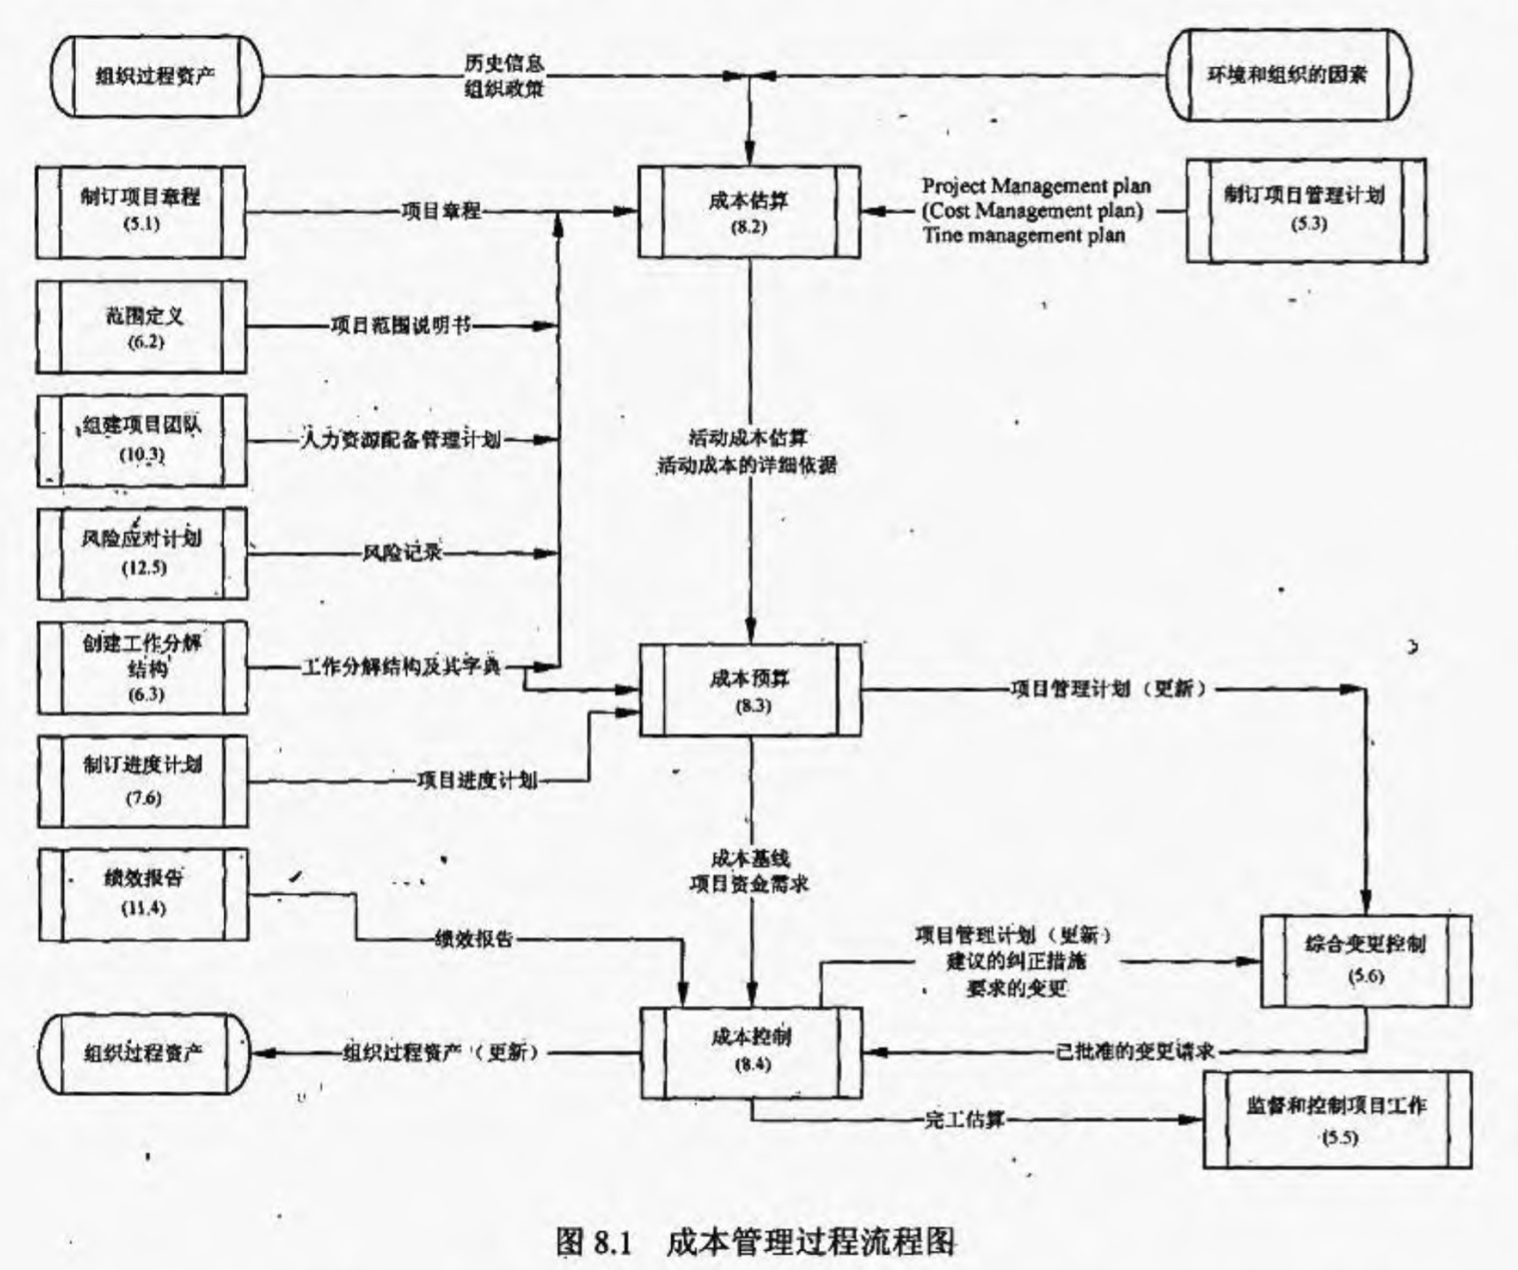 组织过程资产
历史信息
组织政策
环境和组织的因素
制订项目章程
(5.1)
项目章程
成本估算
(8.2)
Project Management plan
(Cost Management plan)
Tine management plan
制订项目管理计划
(5.3)
范围定义
(6.2)
项目范围说明书
组建项目团队
(10.3)
人力资源配备管理计划
活动成本估算
活动成本的详细依据
风险应对计划
(12.5)
风险记录
创建工作分解
结构
(6.3)
工作分解结构及其字典
成本预算
(8.3)
项目管理计划（更新）
制订进度计划
(7.6)
项目进度计划
成本基线
项目资金需求
绩效报告
(11.4)
绩效报告
项目管理计划（更新）
建议的纠正措施
要求的变更
综合变更控制
(5.6)
组织过程资产
组织过程资产（更新）
成本控制
(8.4)
已批准的变更请求
完工估算
监督和控制项目工作
(5.5)
图 8.1 成本管理过程流程图